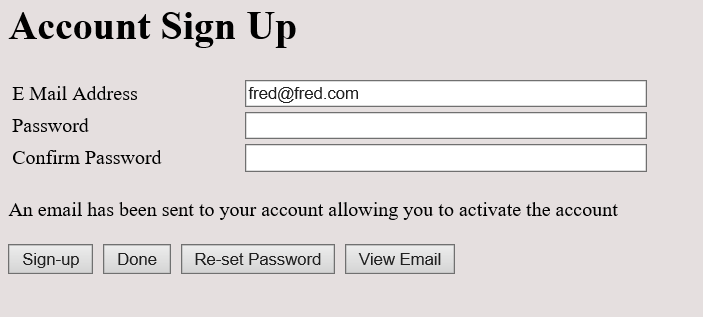 Account Sign Up
E Mail Address fred@fred.com
Password
Confirm Password
An email has been sent to your account allowing you to activate the account
Sign-up Done Re-set Password View Email